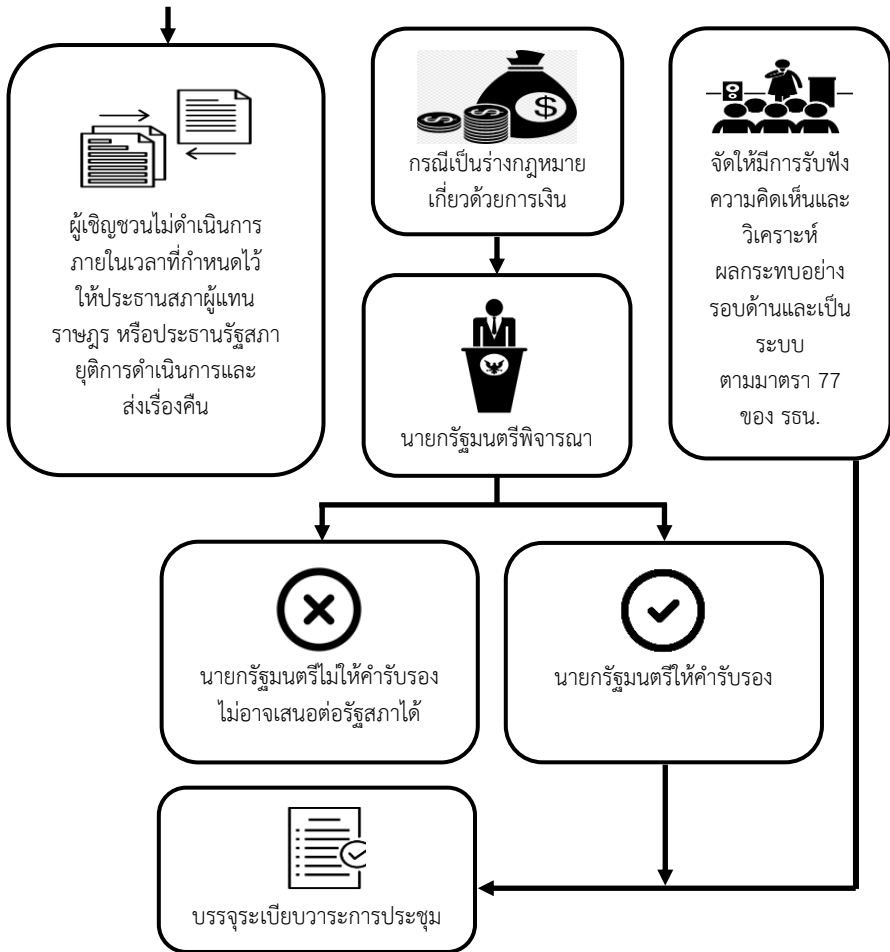 ผู้เชิญชวนไม่ดำเนินการ
ภายในเวลาที่กำหนดไว้
ให้ประธานสภาผู้แทน
ราษฎร หรือประธานรัฐสภา
ยุติการดำเนินการและ
ส่งเรื่องคืน
$
กรณีเป็นร่างกฎหมาย
เกี่ยวด้วยการเงิน
จัดให้มีการรับฟัง
ความคิดเห็นและ
วิเคราะห์
ผลกระทบอย่าง
รอบด้านและเป็น
ระบบ
ตามมาตรา 77
ของ รธน.
นายกรัฐมนตรีพิจารณา
นายกรัฐมนตรีไม่ให้คำรับรอง
ไม่อาจเสนอต่อรัฐสภาได้
นายกรัฐมนตรีให้คำรับรอง
บรรจุระเบียบวาระการประชุม